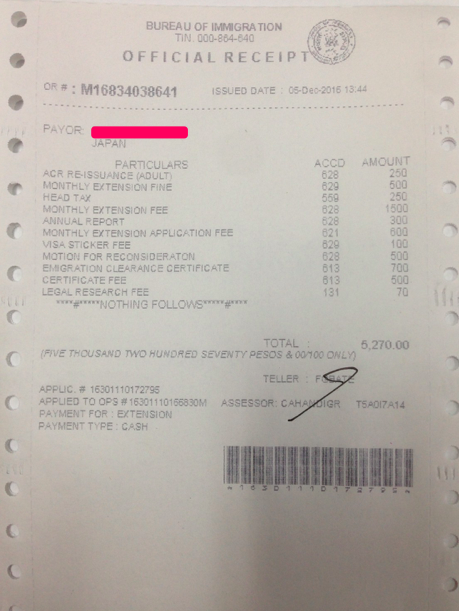 BUREAU OF IMMIGRATION
TIN. 000-864-640
OFFICIAL RECEIPT
OR # : M16834038641 ISSUED DATE : 05-Dec-2016 13:44
PAYOR:
JAPAN
PARTICULARS ACCD AMOUNT
ACR RE-ISSUANCE (ADULT) 628 250
MONTHLY EXTENSION FINE 629 500
HEAD TAX 559 250
MONTHLY EXTENSION FEE 628 1500
ANNUAL REPORT 628 300
MONTHLY EXTENSION APPLICATION FEE 621 600
VISA STICKER FEE 629 100
MOTION FOR RECONSIDERATON 628 500
EMIGRATION CLEARANCE CERTIFICATE 613 700
CERTIFICATE FEE 613 500
LEGAL RESEARCH FEE 131 70
****#*****NOTHING FOLLOWS*****#****
TOTAL : 5,270.00
(FIVE THOUSAND TWO HUNDRED SEVENTY PESOS & 00/100 ONLY)
TELLER :
APPLIC. # 16301110172795
APPLIED TO OPS # 16301110166830M ASSESSOR: CAHANDIGR T5A0I7A14
PAYMENT FOR : EXTENSION
PAYMENT TYPE : CASH